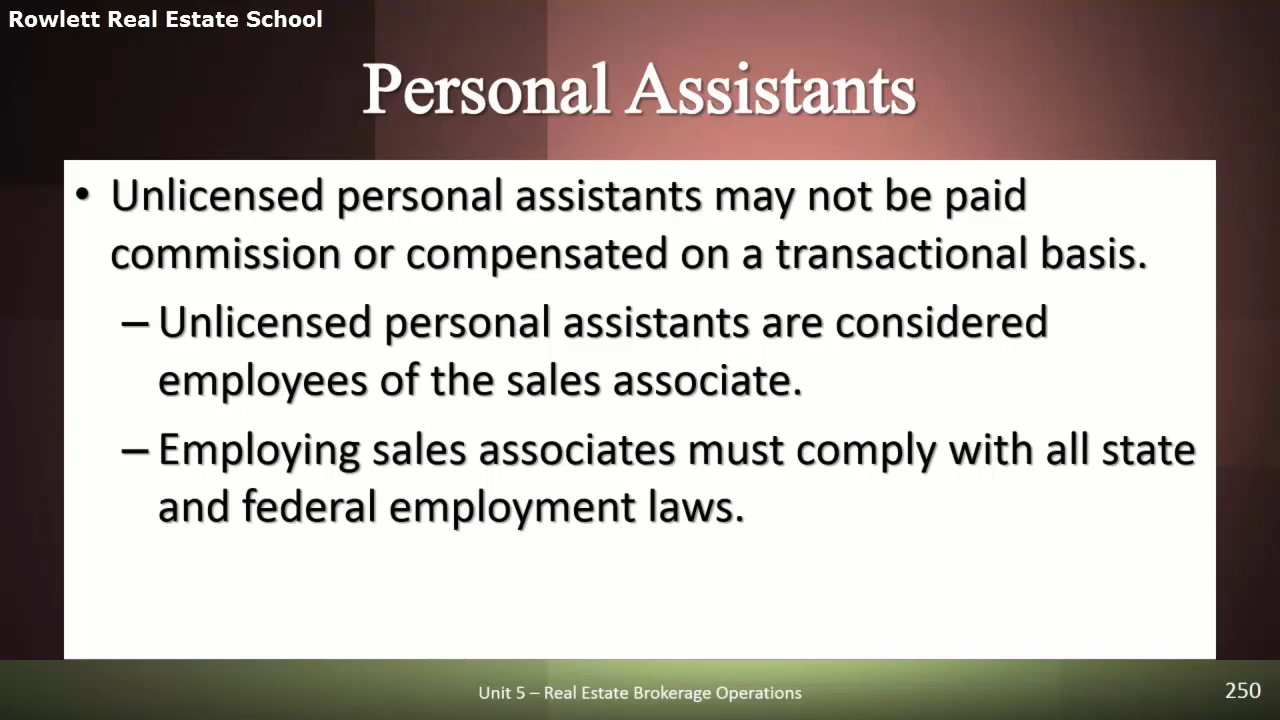 Rowlett Real Estate School
Personal Assistants
• Unlicensed personal assistants may not be paid
commission or compensated on a transactional basis.
– Unlicensed personal assistants are considered
employees of the sales associate.
– Employing sales associates must comply with all state
and federal employment laws.
Unit 5 – Real Estate Brokerage Operations
250